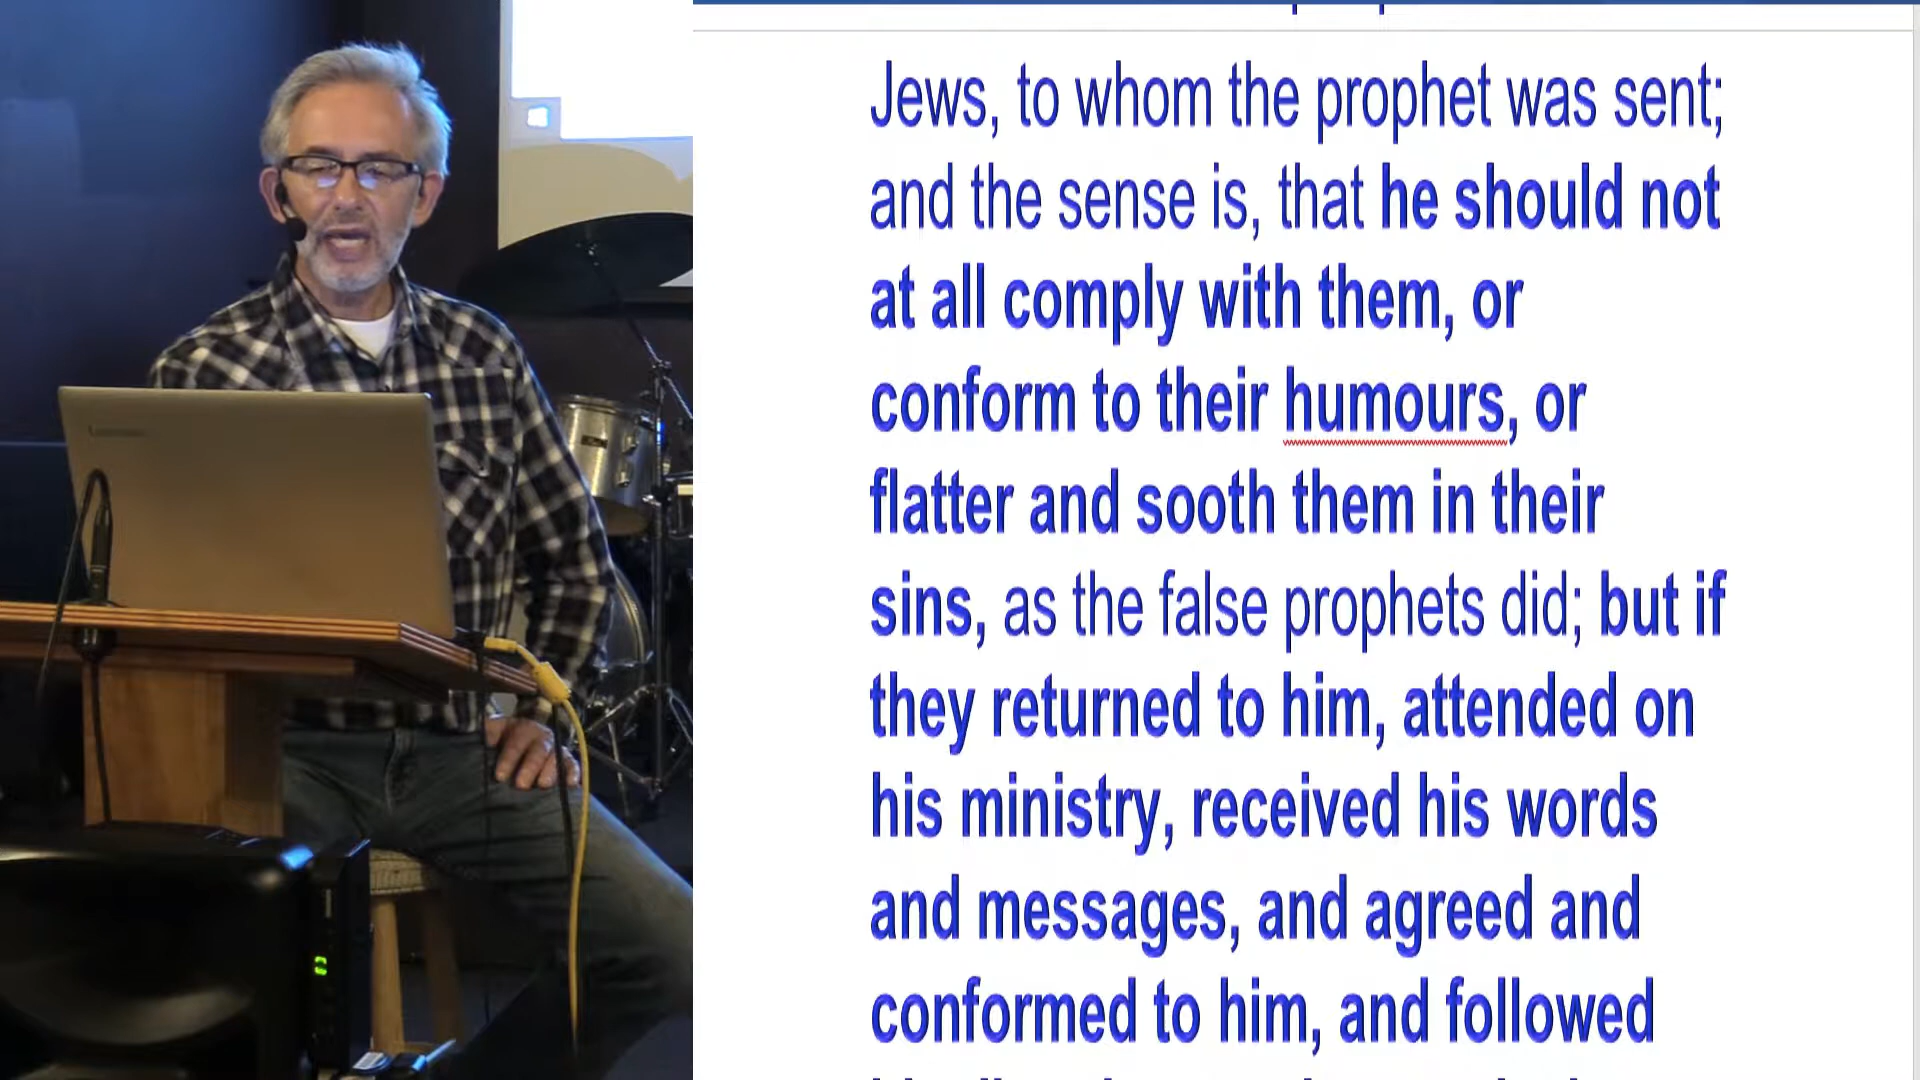 Jews, to whom the prophet was sent;
and the sense is, that he should not
at all comply with them, or
conform to their humours, or
flatter and sooth them in their
sins, as the false prophets did; but if
they returned to him, attended on
his ministry, received his words
and messages, and agreed and
conformed to him, and followed